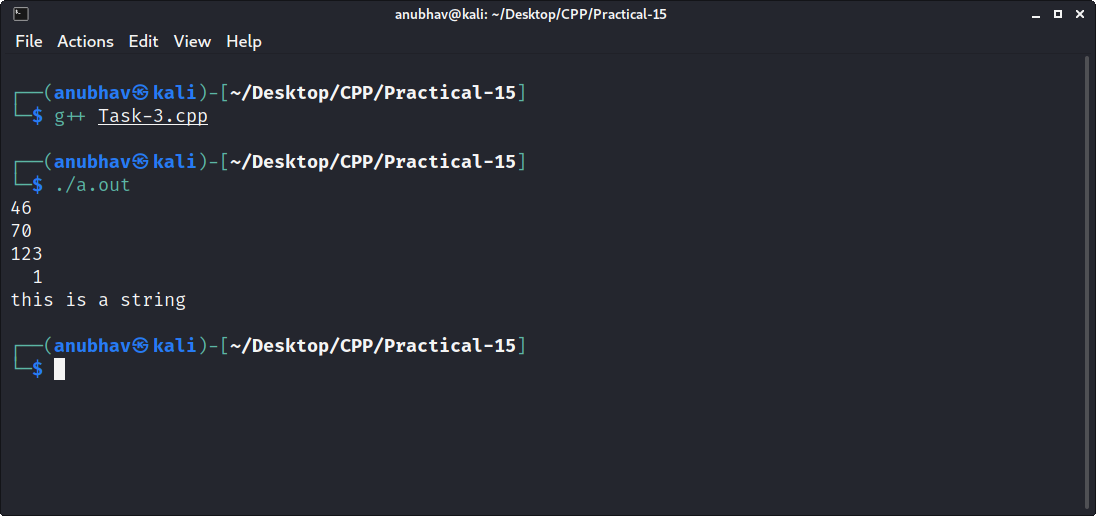 anubhav@kali: ~/Desktop/CPP/Practical-15
File Actions Edit View Help
┌──(anubhav㉿kali)-[~/Desktop/CPP/Practical-15]
└─$ g++ Task-3.cpp
┌──(anubhav㉿kali)-[~/Desktop/CPP/Practical-15]
└─$ ./a.out
46
70
123
  1
this is a string
┌──(anubhav㉿kali)-[~/Desktop/CPP/Practical-15]
└─$